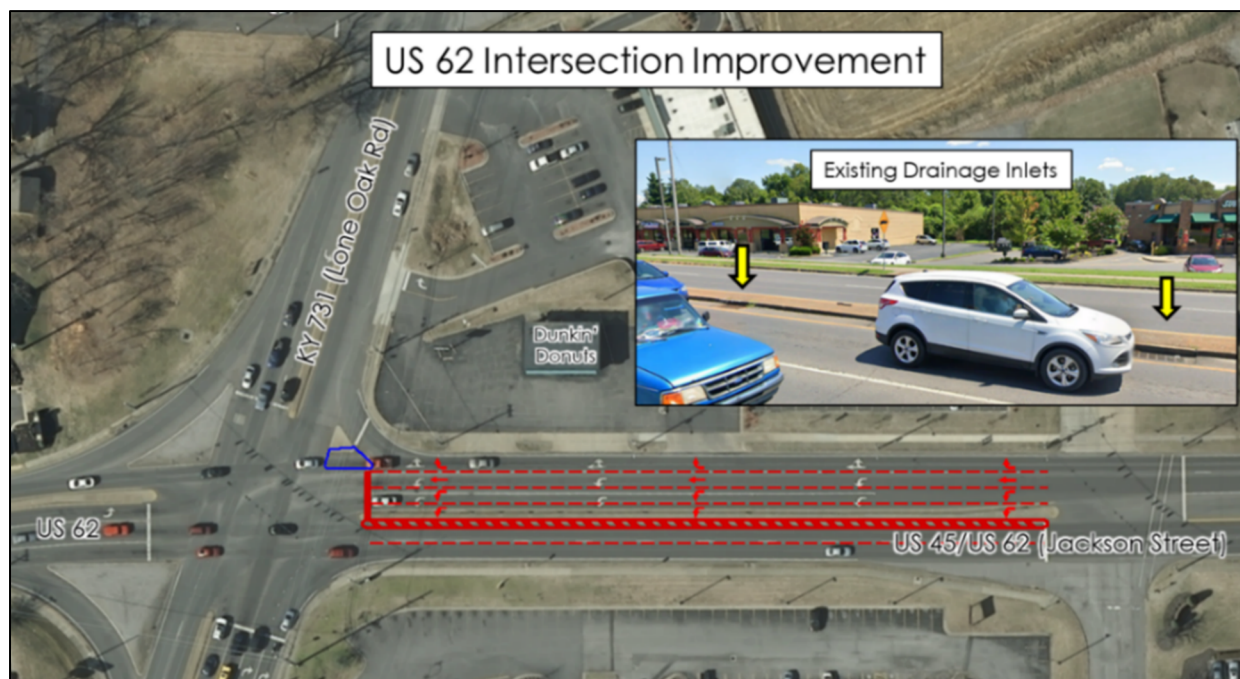 US 62 Intersection Improvement
Existing Drainage Inlets
KY 731 (Lone Oak Rd)
Dunkin'
Donuts
US 62
US 45/US 62 (Jackson Street)